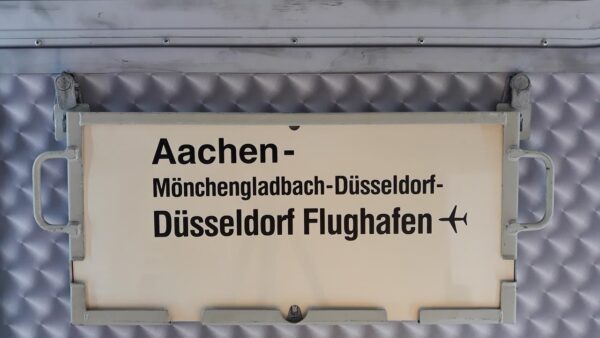 Aachen-
Mönchengladbach-Düsseldorf-
Düsseldorf Flughafen